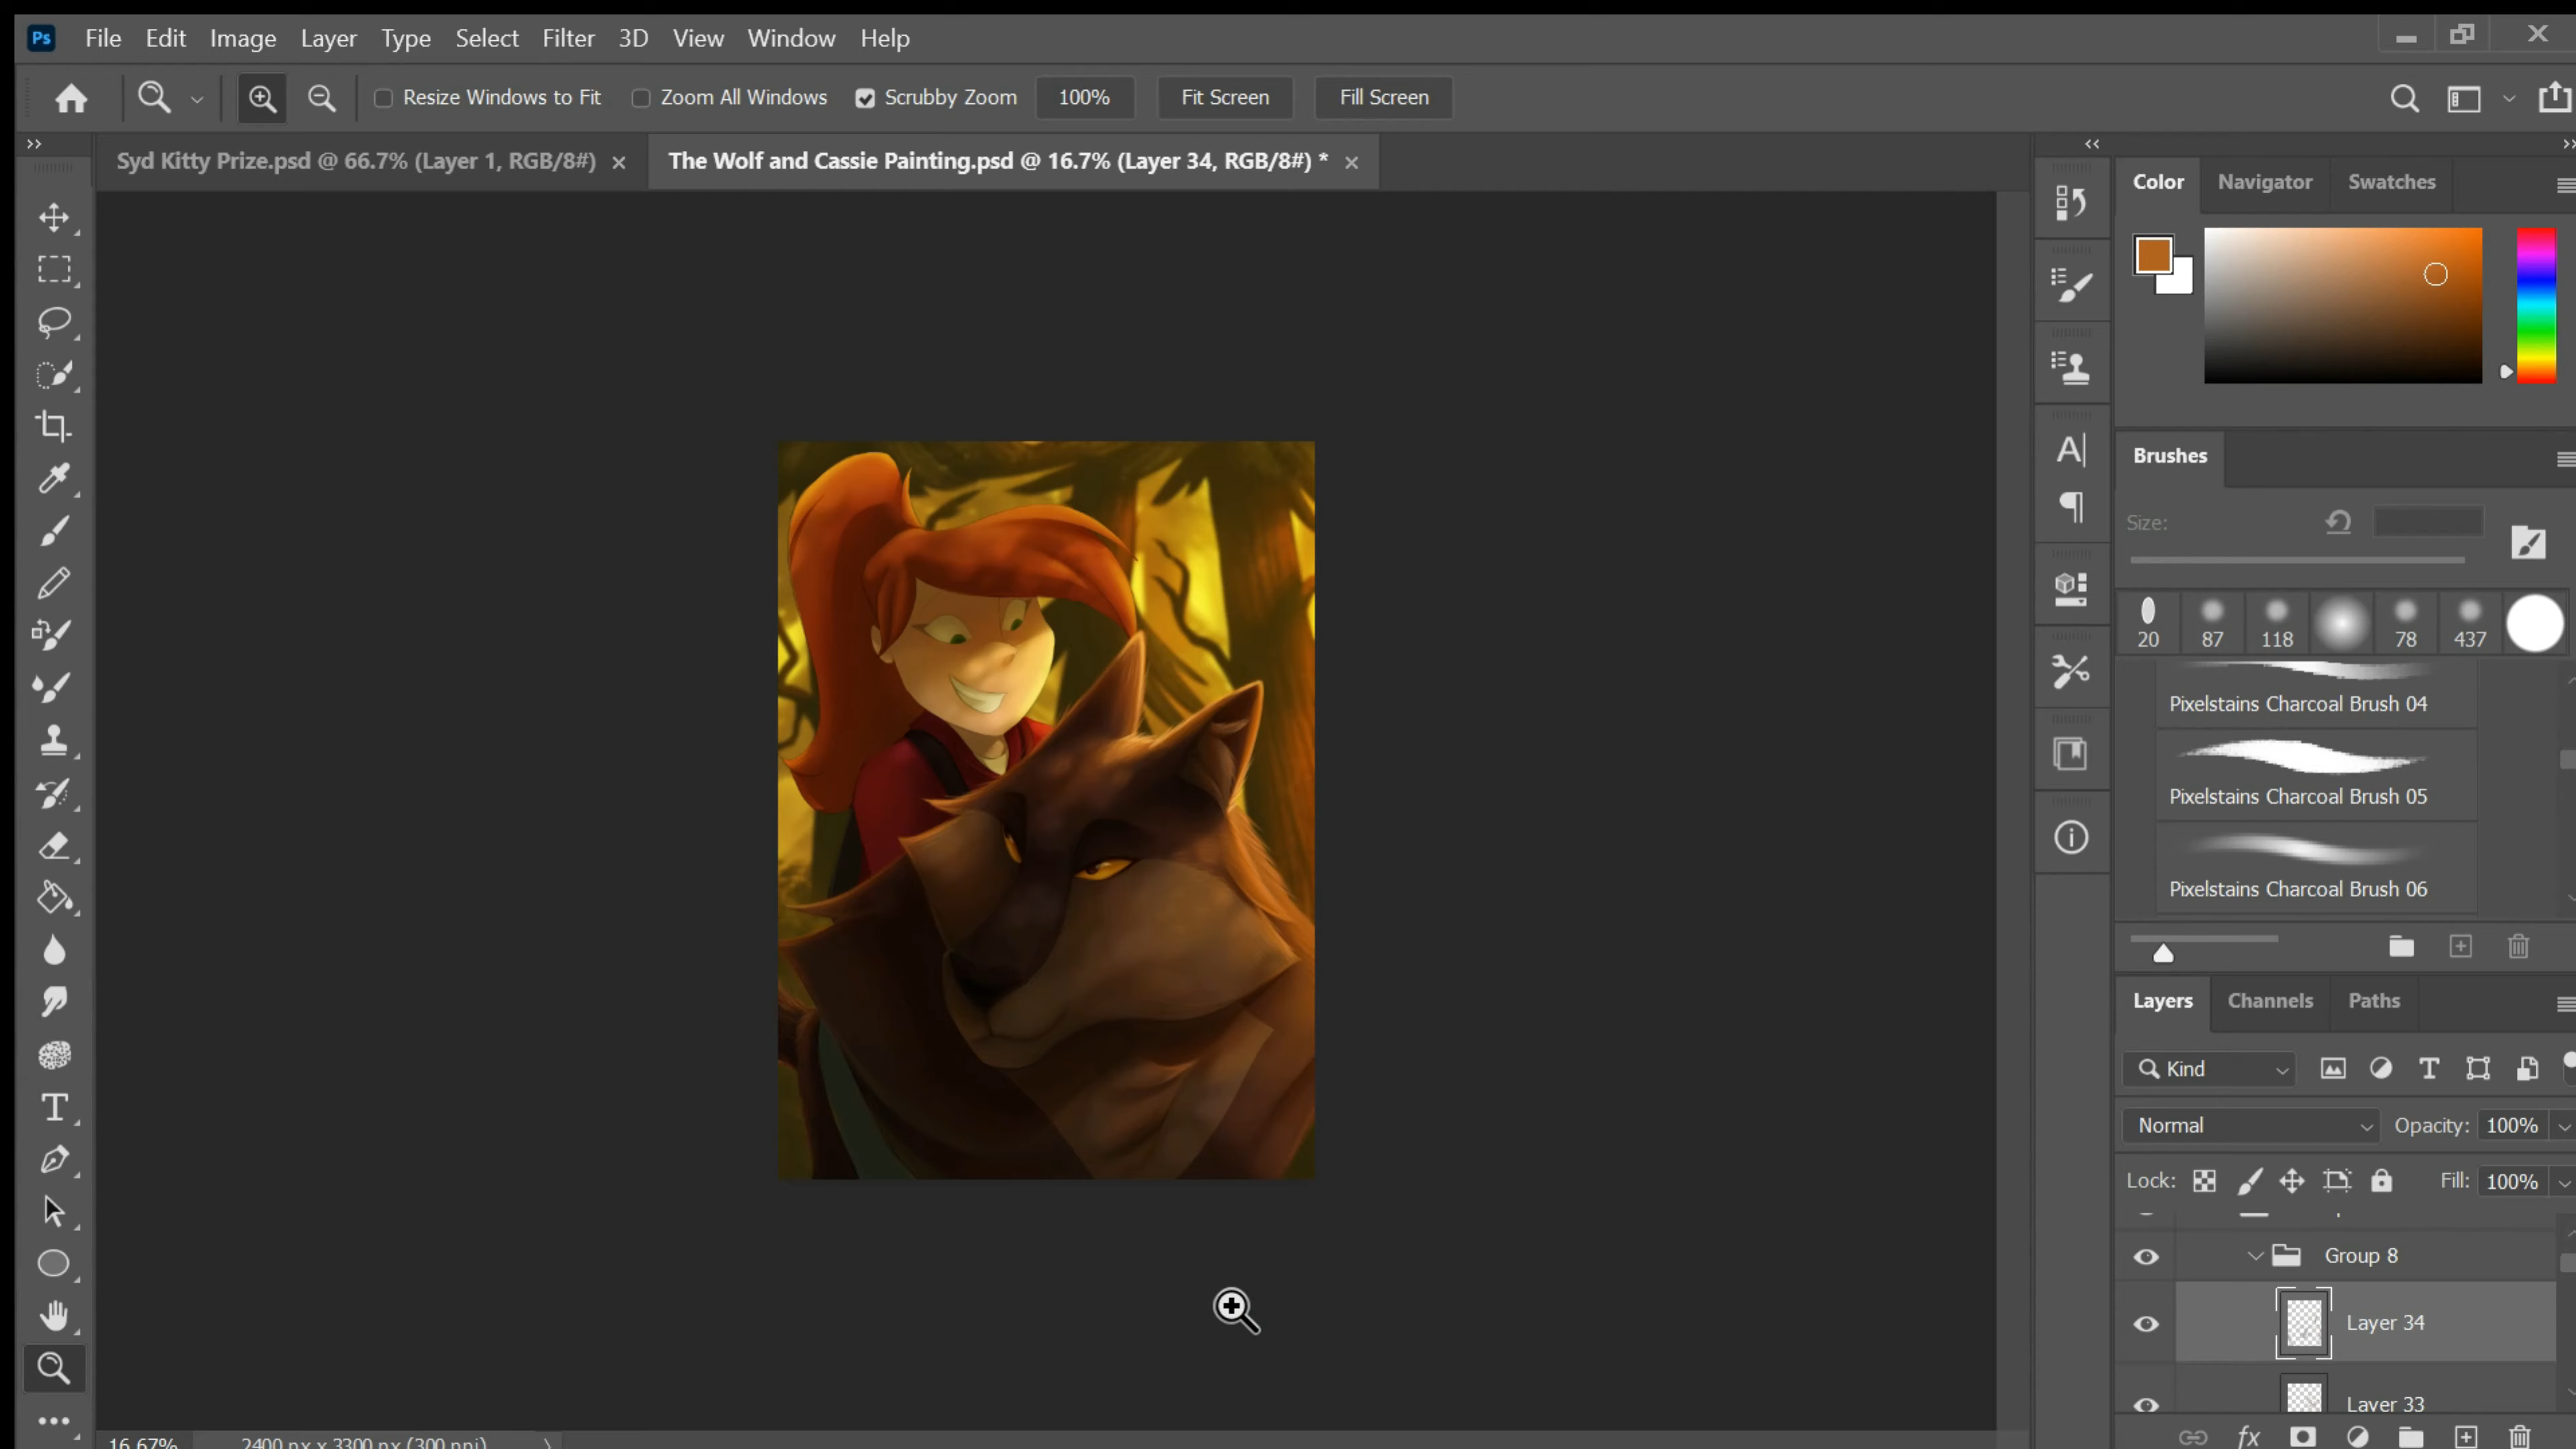 Ps File Edit Image Layer Type Select Filter 3D View Window Help
Resize Windows to Fit Zoom All Windows Scrubby Zoom 100% Fit Screen Fill Screen
Syd Kitty Prize.psd @ 66.7% (Layer 1, RGB/8#) × The Wolf and Cassie Painting.psd @ 16.7% (Layer 34, RGB/8#) * ×
Color Navigator Swatches
Brushes
Size:
20 87 118 78 437
Pixelstains Charcoal Brush 04
Pixelstains Charcoal Brush 05
Pixelstains Charcoal Brush 06
Layers Channels Paths
Kind
Normal Opacity: 100%
Lock: Fill: 100%
Group 8
Layer 34
Layer 33
fx
16.67% 2400 px x 3300 px (300 ppi)